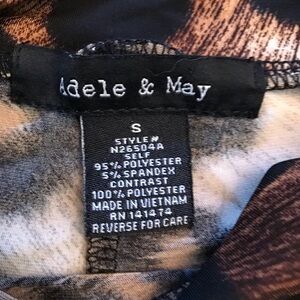 Adele & May
S
STYLE#
N26504A
SELF
95% POLYESTER
5% SPANDEX
CONTRAST
100% POLYESTER
MADE IN VIETNAM
RN 141474
REVERSE FOR CARE